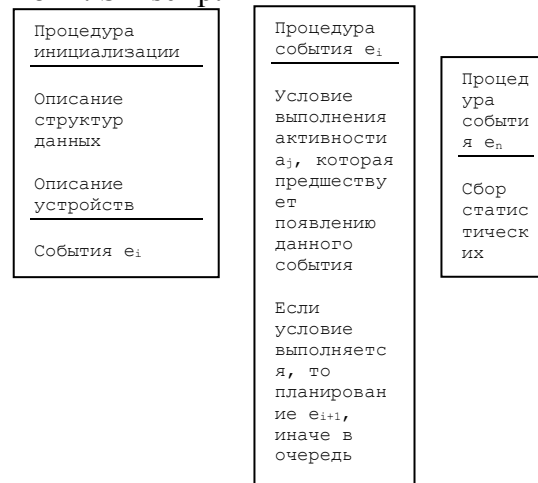 Процедура
инициализации
Описание
структур
данных
Описание
устройств
События eᵢ
Процедура
события eᵢ
Условие
выполнения
активности
aⱼ, которая
предшеству
ет
появлению
данного
события
Если
условие
выполняетс
я, то
планирован
ие eᵢ₊₁,
иначе в
очередь
Процед
ура
событи
я eₙ
Сбор
статис
тическ
их